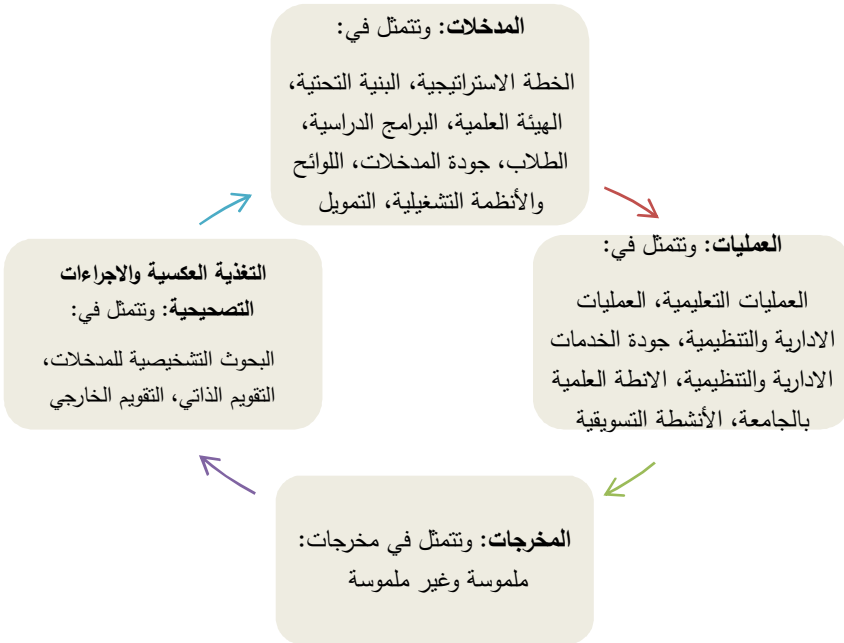 المدخلات: وتتمثل في:
الخطة الاستراتيجية، البنية التحتية،
الهيئة العلمية، البرامج الدراسية،
الطلاب، جودة المدخلات، اللوائح
والأنظمة التشغيلية، التمويل
العمليات: وتتمثل في:
العمليات التعليمية، العمليات
الادارية والتنظيمية، جودة الخدمات
الادارية والتنظيمية، الانطة العلمية
بالجامعة، الأنشطة التسويقية
المخرجات: وتتمثل في مخرجات:
ملموسة وغير ملموسة
التغذية العكسية والاجراءات
التصحيحية: وتتمثل في:
البحوث التشخيصية للمدخلات،
التقويم الذاتي، التقويم الخارجي